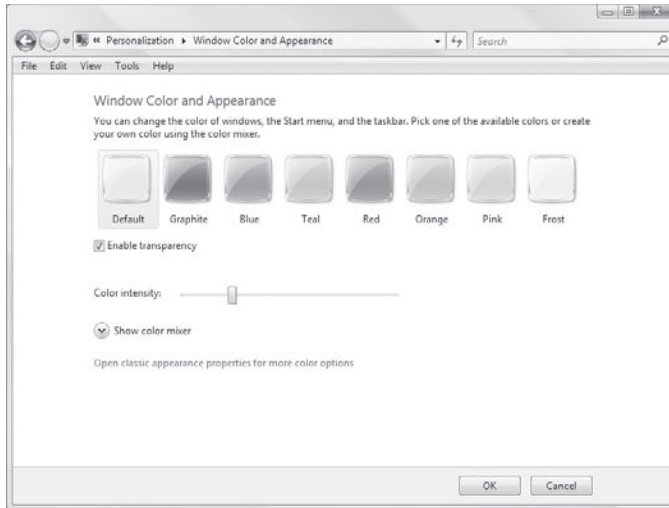 « Personalization ▸ Window Color and Appearance
Search
File Edit View Tools Help
Window Color and Appearance
You can change the color of windows, the Start menu, and the taskbar. Pick one of the available colors or create
your own color using the color mixer.
Default Graphite Blue Teal Red Orange Pink Frost
Enable transparency
Color intensity:
Show color mixer
Open classic appearance properties for more color options
OK Cancel